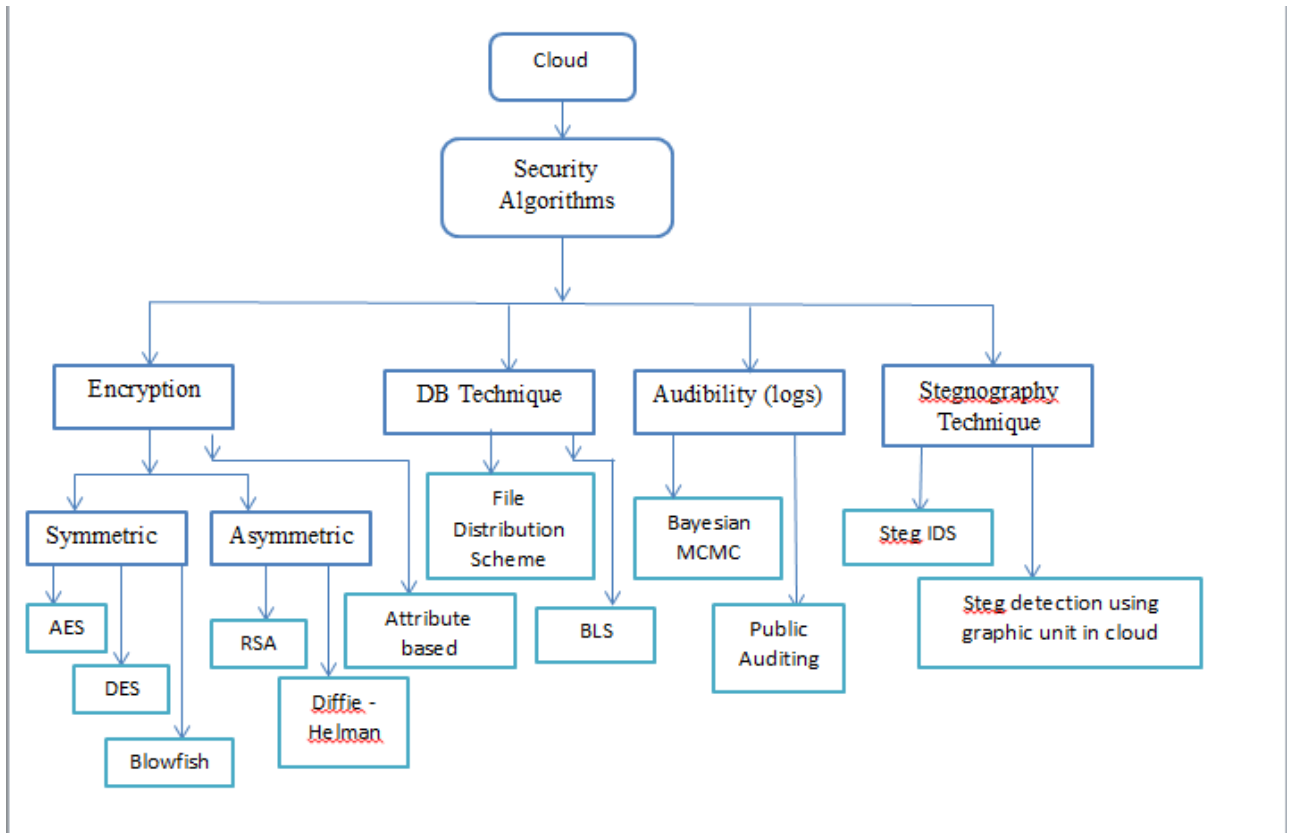 Cloud
Security
Algorithms
Encryption
DB Technique
Audibility (logs)
Stegnography
Technique
Symmetric
Asymmetric
File
Distribution
Scheme
Bayesian
MCMC
Steg IDS
AES
RSA
Attribute
based
BLS
Public
Auditing
Steg detection using
graphic unit in cloud
DES
Diffie -
Helman
Blowfish